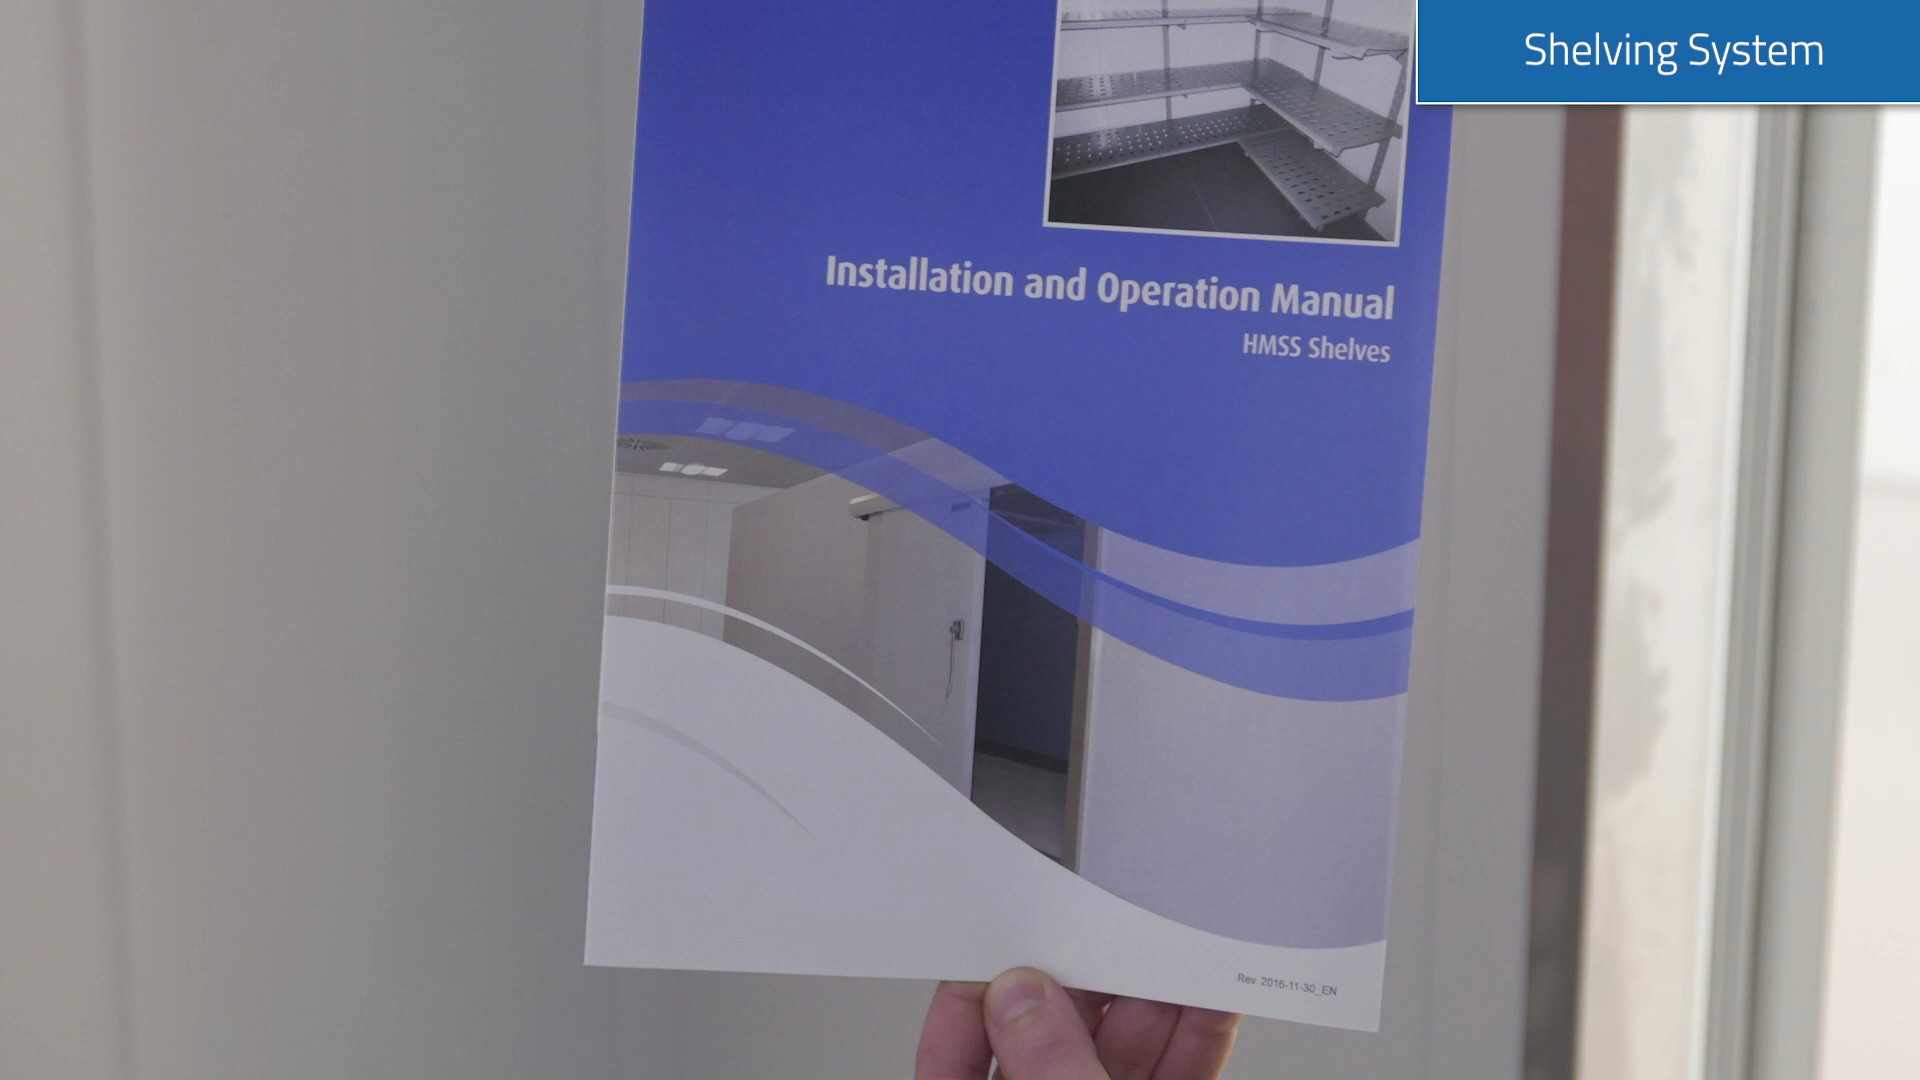 Shelving System
Installation and Operation Manual
HMSS Shelves
Rev. 2016-11-30_EN